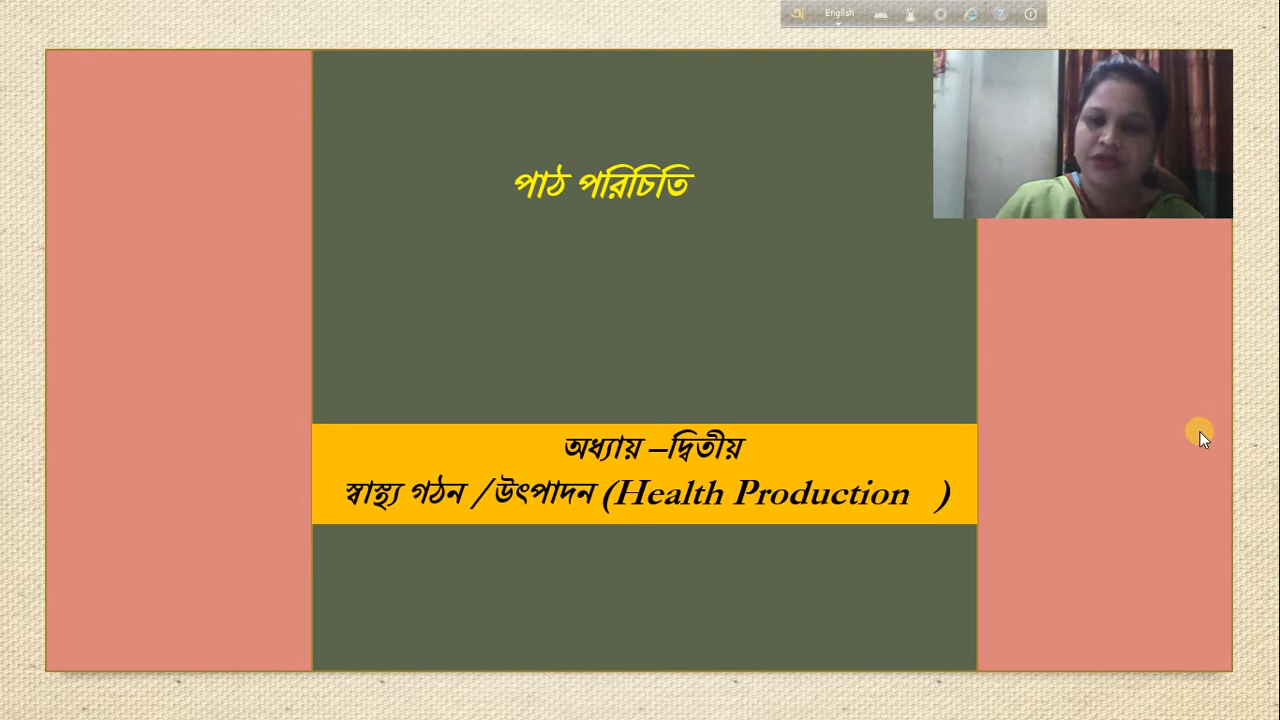 অ English
পাঠ পরিচিতি
অধ্যায় –দ্বিতীয়
স্বাস্থ্য গঠন /উৎপাদন (Health Production )